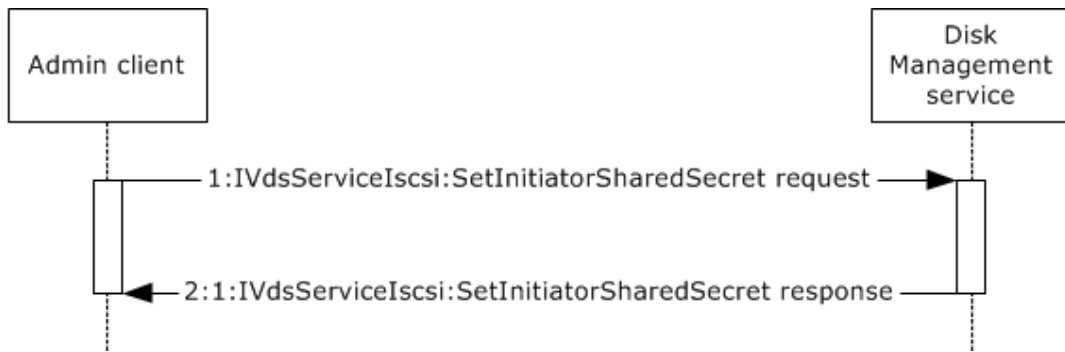 Admin client
Disk
Management
service
1:IVdsServiceIscsi:SetInitiatorSharedSecret request
2:1:IVdsServiceIscsi:SetInitiatorSharedSecret response